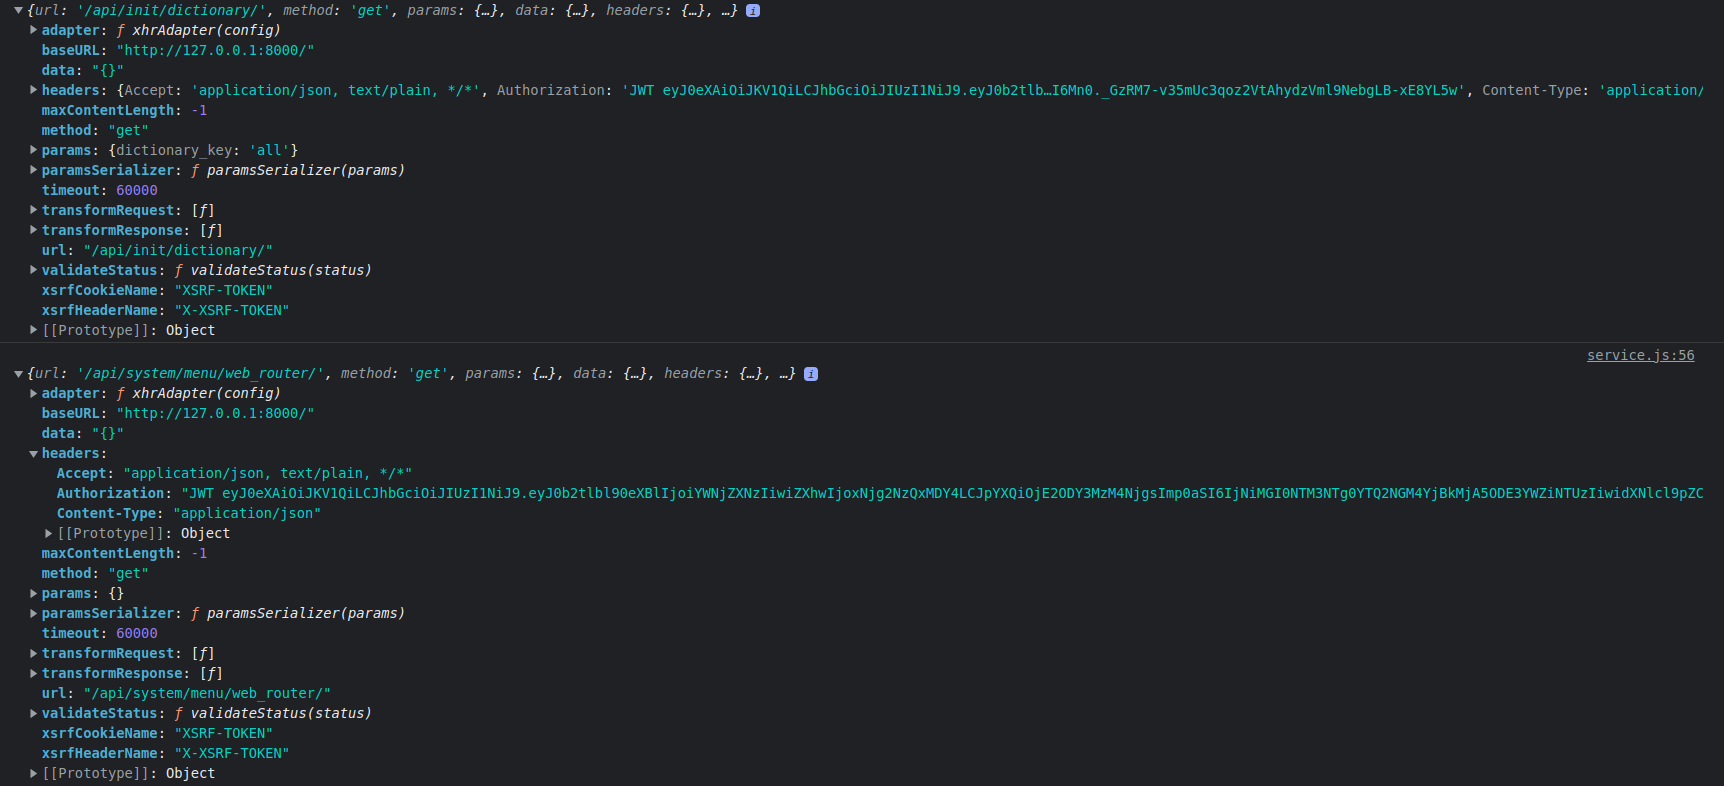 {url: '/api/init/dictionary/', method: 'get', params: {…}, data: {…}, headers: {…}, …} i
adapter: ƒ xhrAdapter(config)
baseURL: "http://127.0.0.1:8000/"
data: "{}"
headers: {Accept: 'application/json, text/plain, */*', Authorization: 'JWT eyJ0eXAiOiJKV1QiLCJhbGciOiJIUzI1NiJ9.eyJ0b2tlb…I6Mn0._GzRM7-v35mUc3qoz2VtAhydzVml9NebgLB-xE8YL5w', Content-Type: 'application/
maxContentLength: -1
method: "get"
params: {dictionary_key: 'all'}
paramsSerializer: ƒ paramsSerializer(params)
timeout: 60000
transformRequest: [ƒ]
transformResponse: [ƒ]
url: "/api/init/dictionary/"
validateStatus: ƒ validateStatus(status)
xsrfCookieName: "XSRF-TOKEN"
xsrfHeaderName: "X-XSRF-TOKEN"
[[Prototype]]: Object
service.js:56
{url: '/api/system/menu/web_router/', method: 'get', params: {…}, data: {…}, headers: {…}, …} i
adapter: ƒ xhrAdapter(config)
baseURL: "http://127.0.0.1:8000/"
data: "{}"
headers:
Accept: "application/json, text/plain, */*"
Authorization: "JWT eyJ0eXAiOiJKV1QiLCJhbGciOiJIUzI1NiJ9.eyJ0b2tlbl90eXBlIjoiYWNjZXNzIiwiZXhwIjoxNjg2NzQxMDY4LCJpYXQiOjE2ODY3MzM4NjgsImp0aSI6IjNiMGI0NTM3NTg0YTQ2NGM4YjBkMjA5ODE3YWZiNTUzIiwidXNlcl9pZC
Content-Type: "application/json"
[[Prototype]]: Object
maxContentLength: -1
method: "get"
params: {}
paramsSerializer: ƒ paramsSerializer(params)
timeout: 60000
transformRequest: [ƒ]
transformResponse: [ƒ]
url: "/api/system/menu/web_router/"
validateStatus: ƒ validateStatus(status)
xsrfCookieName: "XSRF-TOKEN"
xsrfHeaderName: "X-XSRF-TOKEN"
[[Prototype]]: Object